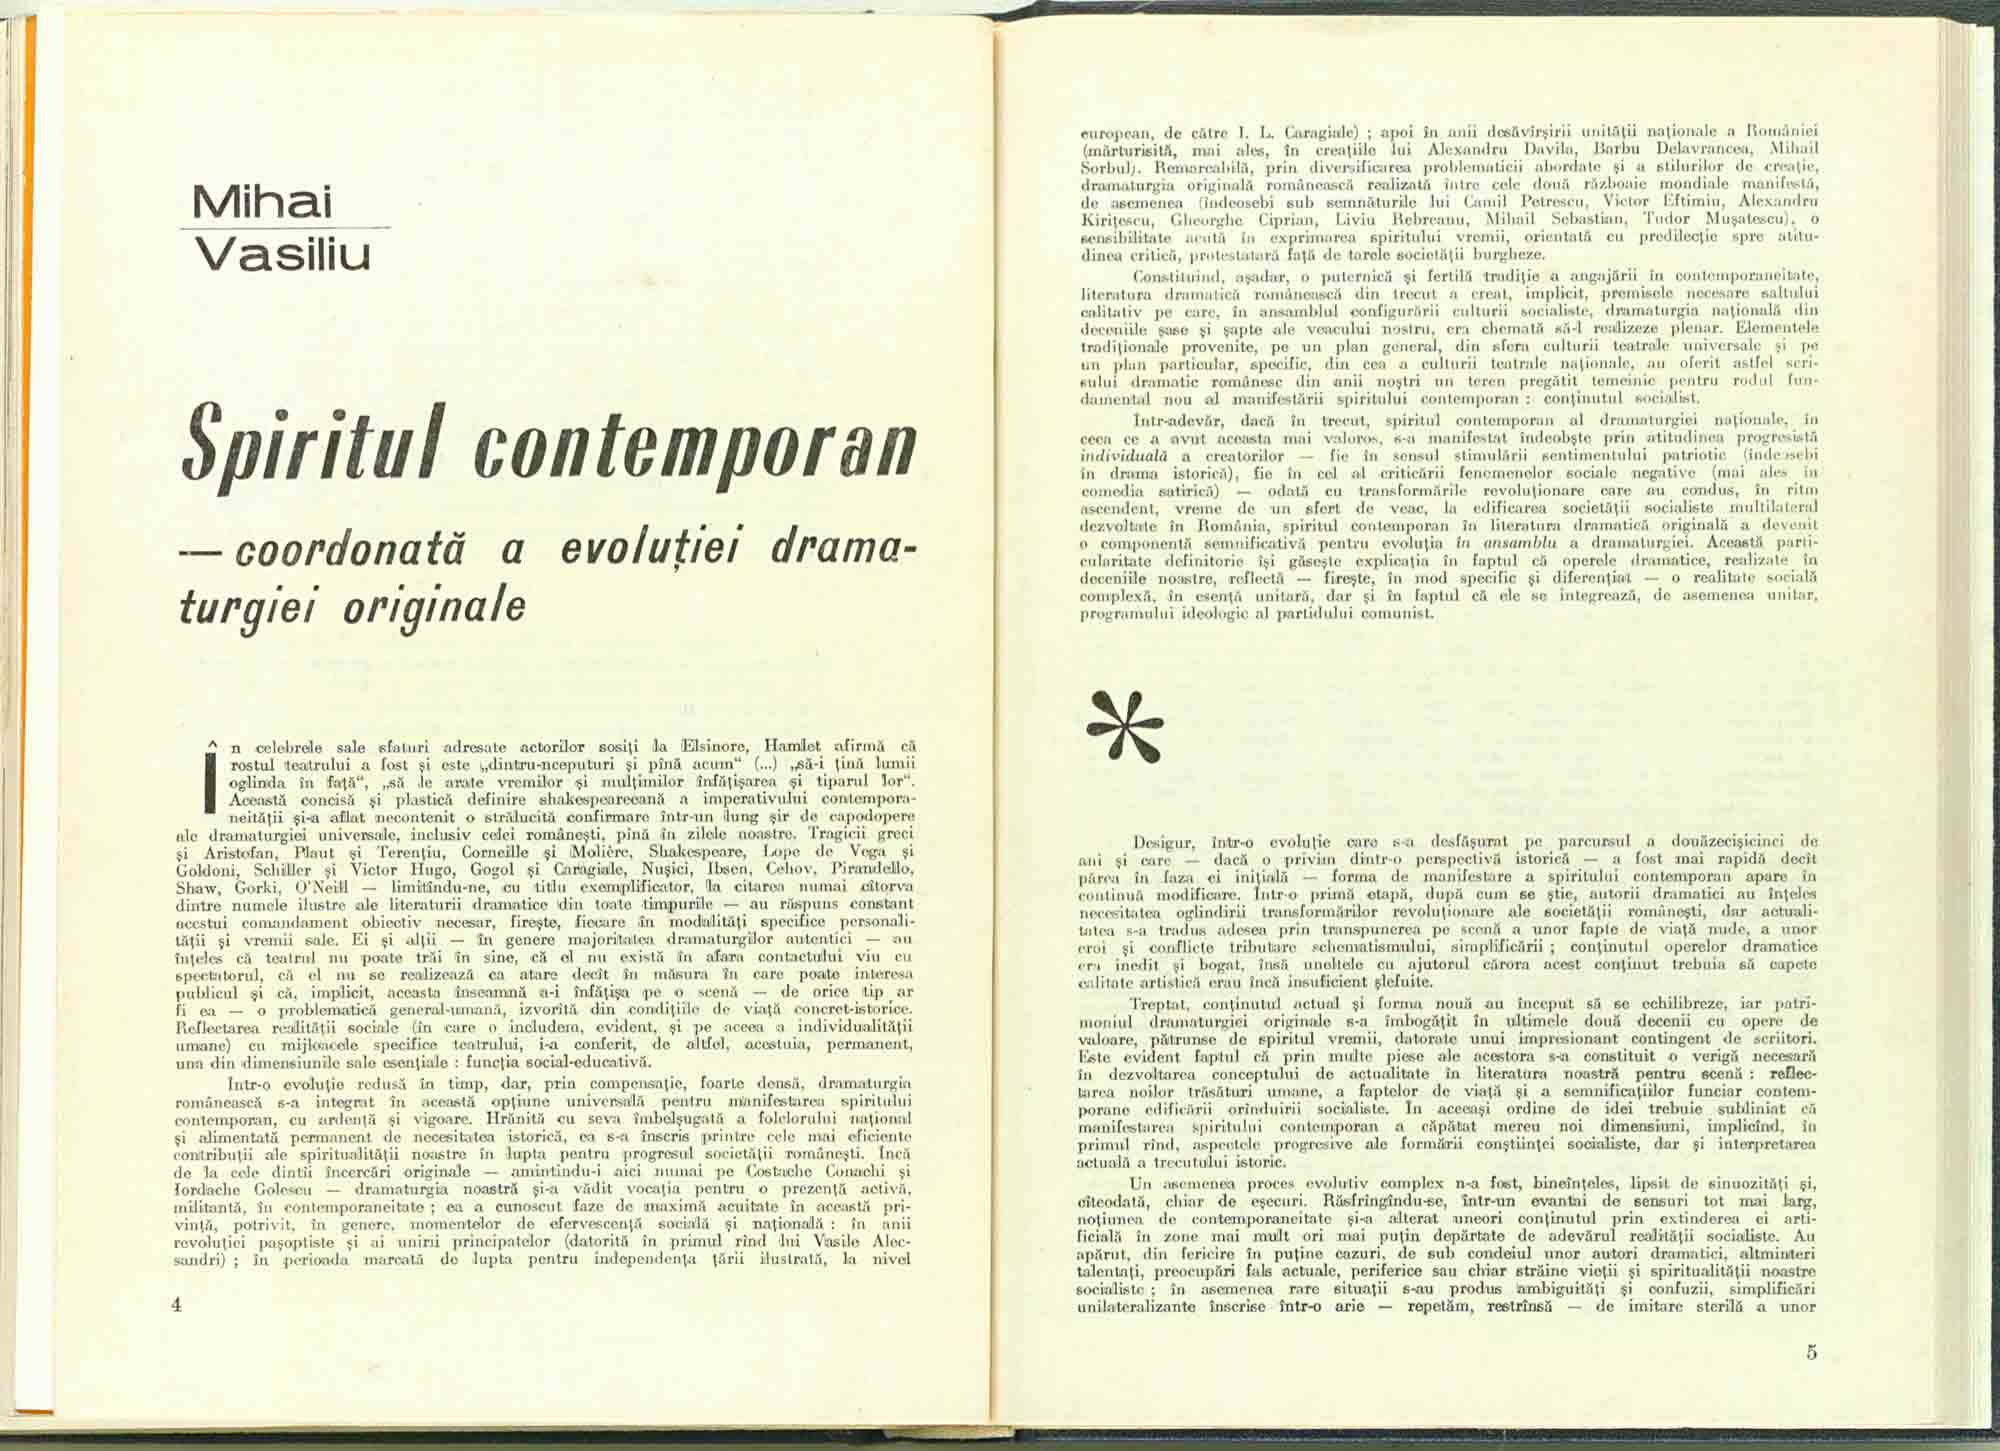 Mihai
Vasiliu
Spiritul contemporan
— coordonată a evoluției drama-
turgiei originale
În celebrele sale sfaturi adresate actorilor sosiți la Elsinore, Hamlet afirmă că
rostul teatrului a fost și este „dintru-nceputuri și pînă acum“ (...) „să-i țină lumii
oglinda în față“, „să le arate vremilor și mulțimilor înfățișarea și tiparul lor“.
Această concisă și plastică definire shakespeareeană a imperativului contempora-
neității și-a aflat necontenit o strălucită confirmare într-un lung șir de capodopere
ale dramaturgiei universale, inclusiv celei românești, pînă în zilele noastre. Tragicii greci
și Aristofan, Plaut și Terențiu, Corneille și Molière, Shakespeare, Lope de Vega și
Goldoni, Schiller și Victor Hugo, Gogol și Caragiale, Nușici, Ibsen, Cehov, Pirandello,
Shaw, Gorki, O'Neill — limitîndu-ne, cu titlu exemplificator, la citarea numai cîtorva
dintre numele ilustre ale literaturii dramatice din toate timpurile — au răspuns constant
acestui comandament obiectiv necesar, firește, fiecare în modalități specifice personali-
tății și vremii sale. Ei și alții — în genere majoritatea dramaturgilor autentici — au
înțeles că teatrul nu poate trăi în sine, că el nu există în afara contactului viu cu
spectatorul, că el nu se realizează ca atare decît în măsura în care poate interesa
publicul și că, implicit, aceasta înseamnă a-i înfățișa pe o scenă — de orice tip ar
fi ea — o problematică general-umană, izvorîtă din condițiile de viață concret-istorice.
Reflectarea realității sociale (în care o includem, evident, și pe aceea a individualității
umane) cu mijloacele specifice teatrului, i-a conferit, de altfel, acestuia, permanent,
una din dimensiunile sale esențiale : funcția social-educativă.
Într-o evoluție redusă în timp, dar, prin compensație, foarte densă, dramaturgia
românească s-a integrat în această opțiune universală pentru manifestarea spiritului
contemporan, cu ardență și vigoare. Hrănită cu seva îmbelșugată a folclorului național
și alimentată permanent de necesitatea istorică, ea s-a înscris printre cele mai eficiente
contribuții ale spiritualității noastre în lupta pentru progresul societății românești. Încă
de la cele dintîi încercări originale — amintindu-i aici numai pe Costache Conachi și
Iordache Golescu — dramaturgia noastră și-a vădit vocația pentru o prezență activă,
militantă, în contemporaneitate ; ea a cunoscut faze de maximă acuitate în această pri-
vință, potrivit, în genere, momentelor de efervescență socială și națională : în anii
revoluției pașoptiste și ai unirii principatelor (datorită în primul rînd lui Vasile Alec-
sandri) ; în perioada marcată de lupta pentru independența țării ilustrată, la nivel
4
european, de către I. L. Caragiale) ; apoi în anii desăvîrșirii unității naționale a României
(mărturisită, mai ales, în creațiile lui Alexandru Davila, Barbu Delavrancea, Mihail
Sorbul). Remarcabilă, prin diversificarea problematicii abordate și a stilurilor de creație,
dramaturgia originală românească realizată între cele două războaie mondiale manifestă,
de asemenea (îndeosebi sub semnăturile lui Camil Petrescu, Victor Eftimiu, Alexandru
Kirițescu, Gheorghe Ciprian, Liviu Rebreanu, Mihail Sebastian, Tudor Mușatescu), o
sensibilitate acută în exprimarea spiritului vremii, orientată cu predilecție spre atitu-
dinea critică, protestatară față de tarele societății burgheze.
Constituind, așadar, o puternică și fertilă tradiție a angajării în contemporaneitate,
literatura dramatică românească din trecut a creat, implicit, premisele necesare saltului
calitativ pe care, în ansamblul configurării culturii socialiste, dramaturgia națională din
deceniile șase și șapte ale veacului nostru, era chemată să-l realizeze plenar. Elementele
tradiționale provenite, pe un plan general, din sfera culturii teatrale universale și pe
un plan particular, specific, din cea a culturii teatrale naționale, au oferit astfel scri-
sului dramatic românesc din anii noștri un teren pregătit temeinic pentru rodul fun-
damental nou al manifestării spiritului contemporan : conținutul socialist.
Într-adevăr, dacă în trecut, spiritul contemporan al dramaturgiei naționale, în
ceea ce a avut aceasta mai valoros, s-a manifestat îndeobște prin atitudinea progresistă
individuală a creatorilor — fie în sensul stimulării sentimentului patriotic (îndeosebi
în drama istorică), fie în cel al criticării fenomenelor sociale negative (mai ales în
comedia satirică) — odată cu transformările revoluționare care au condus, în ritm
ascendent, vreme de un sfert de veac, la edificarea societății socialiste multilateral
dezvoltate în România, spiritul contemporan în literatura dramatică originală a devenit
o componentă semnificativă pentru evoluția în ansamblu a dramaturgiei. Această parti-
cularitate definitorie își găsește explicația în faptul că operele dramatice, realizate în
deceniile noastre, reflectă — firește, în mod specific și diferențiat — o realitate socială
complexă, în esență unitară, dar și în faptul că ele se integrează, de asemenea unitar,
programului ideologic al partidului comunist.
*
Desigur, într-o evoluție care s-a desfășurat pe parcursul a douăzecișicinci de
ani și care — dacă o privim dintr-o perspectivă istorică — a fost mai rapidă decît
părea în faza ei inițială — forma de manifestare a spiritului contemporan apare în
continuă modificare. Într-o primă etapă, după cum se știe, autorii dramatici au înțeles
necesitatea oglindirii transformărilor revoluționare ale societății românești, dar actuali-
tatea s-a tradus adesea prin transpunerea pe scenă a unor fapte de viață nude, a unor
eroi și conflicte tributare schematismului, simplificării ; conținutul operelor dramatice
era inedit și bogat, însă uneltele cu ajutorul cărora acest conținut trebuia să capete
calitate artistică erau încă insuficient șlefuite.
Treptat, conținutul actual și forma nouă au început să se echilibreze, iar patri-
moniul dramaturgiei originale s-a îmbogățit în ultimele două decenii cu opere de
valoare, pătrunse de spiritul vremii, datorate unui impresionant contingent de scriitori.
Este evident faptul că prin multe piese ale acestora s-a constituit o verigă necesară
în dezvoltarea conceptului de actualitate în literatura noastră pentru scenă : reflec-
tarea noilor trăsături umane, a faptelor de viață și a semnificațiilor funciar contem-
porane edificării orînduirii socialiste. În aceeași ordine de idei trebuie subliniat că
manifestarea spiritului contemporan a căpătat mereu noi dimensiuni, implicînd, în
primul rînd, aspectele progresive ale formării conștiinței socialiste, dar și interpretarea
actuală a trecutului istoric.
Un asemenea proces evolutiv complex n-a fost, bineînțeles, lipsit de sinuozități și,
cîteodată, chiar de eșecuri. Răsfrîngîndu-se, într-un evantai de sensuri tot mai larg,
noțiunea de contemporaneitate și-a alterat uneori conținutul prin extinderea ei arti-
ficială în zone mai mult ori mai puțin depărtate de adevărul realității socialiste. Au
apărut, din fericire în puține cazuri, de sub condeiul unor autori dramatici, altminteri
talentați, preocupări fals actuale, periferice sau chiar străine vieții și spiritualității noastre
socialiste ; în asemenea rare situații s-au produs ambiguități și confuzii, simplificări
unilateralizante înscrise într-o arie — repetăm, restrînsă — de imitare sterilă a unor
5